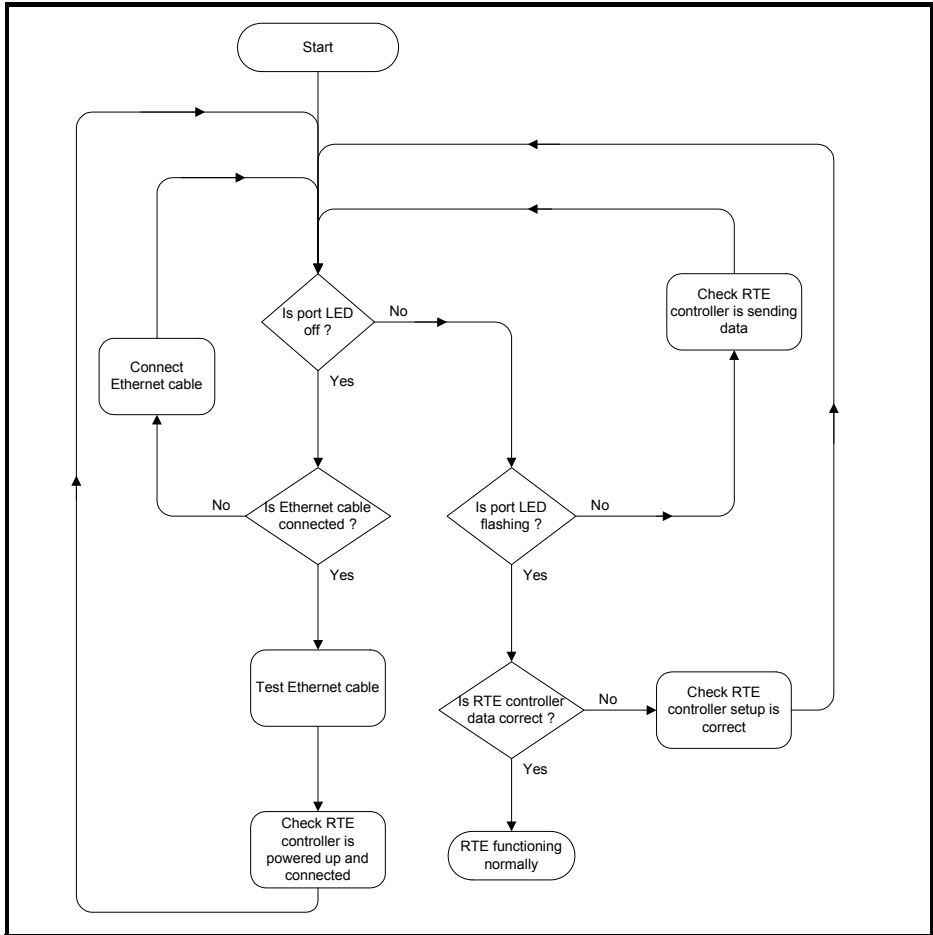 Start
Is port LED
off ?
No
Yes
Check RTE
controller is sending
data
Connect
Ethernet cable
No
Is Ethernet cable
connected ?
Yes
Is port LED
flashing ?
No
Yes
Test Ethernet cable
Is RTE controller
data correct ?
No
Yes
Check RTE
controller setup is
correct
Check RTE
controller is
powered up and
connected
RTE functioning
normally